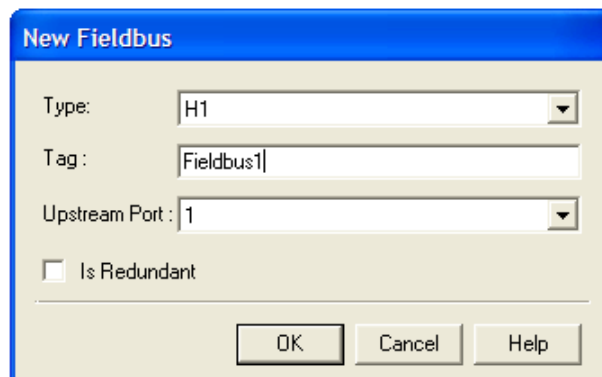 New Fieldbus
Type: H1
Tag : Fieldbus1
Upstream Port : 1
Is Redundant
OK Cancel Help